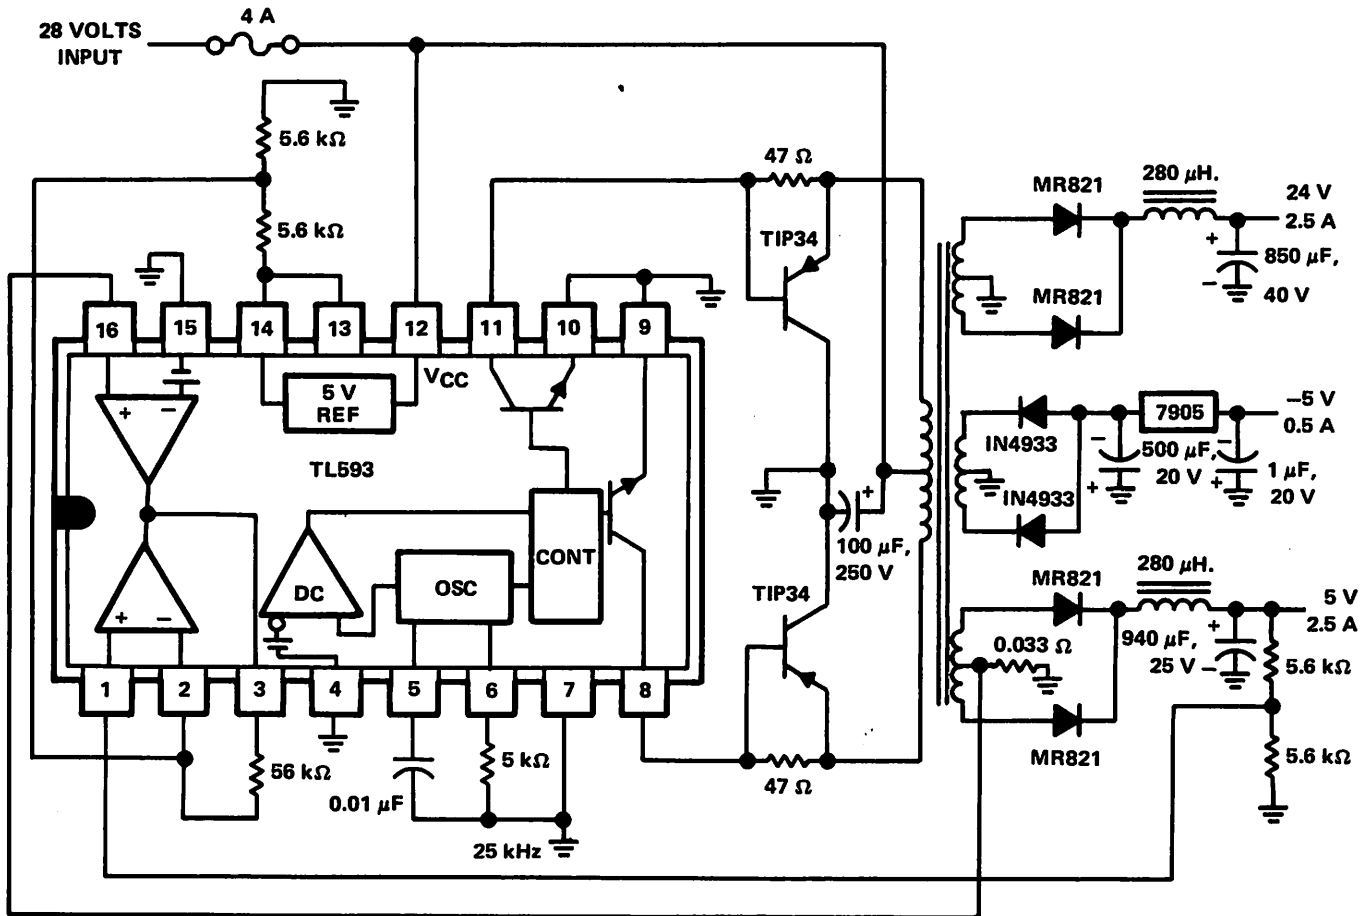 4 A
28 VOLTS
INPUT
5.6 kΩ
5.6 kΩ
47 Ω
TIP34
MR821
280 μH.
24 V
2.5 A
850 μF,
40 V
MR821
16
15
14
13
12
11
10
9
VCC
5 V
REF
TL593
+
−
+
−
DC
OSC
CONT
+
100 μF,
250 V
IN4933
7905
−5 V
0.5 A
−
500 μF,
20 V
+
−
1 μF,
20 V
+
IN4933
TIP34
MR821
280 μH.
5 V
2.5 A
0.033 Ω
940 μF,
25 V
+
−
5.6 kΩ
MR821
5.6 kΩ
1
2
3
4
5
6
7
8
56 kΩ
0.01 μF
5 kΩ
25 kHz
47 Ω
+
−